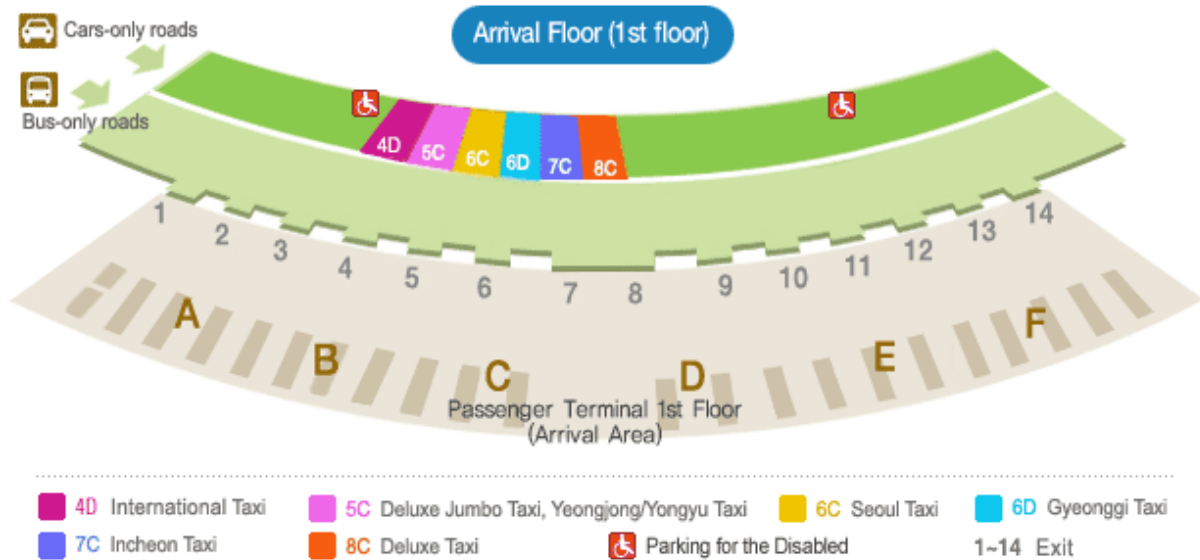 Cars-only roads
Arrival Floor (1st floor)
Bus-only roads
4D 5C 6C 6D 7C 8C
1 2 3 4 5 6 7 8 9 10 11 12 13 14
A B C D E F
Passenger Terminal 1st Floor
(Arrival Area)
4D International Taxi 5C Deluxe Jumbo Taxi, Yeongjong/Yongyu Taxi 6C Seoul Taxi 6D Gyeonggi Taxi
7C Incheon Taxi 8C Deluxe Taxi Parking for the Disabled 1~14 Exit